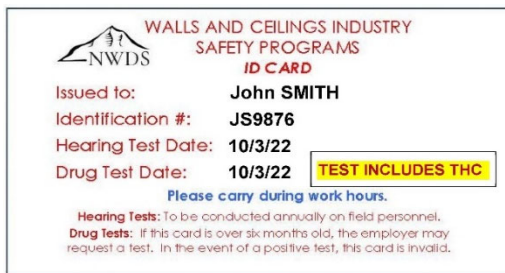 WALLS AND CEILINGS INDUSTRY
SAFETY PROGRAMS
NWDS
ID CARD
Issued to: John SMITH
Identification #: JS9876
Hearing Test Date: 10/3/22
Drug Test Date: 10/3/22 TEST INCLUDES THC
Please carry during work hours.
Hearing Tests: To be conducted annually on field personnel.
Drug Tests: If this card is over six months old, the employer may
request a test. In the event of a positive test, this card is invalid.